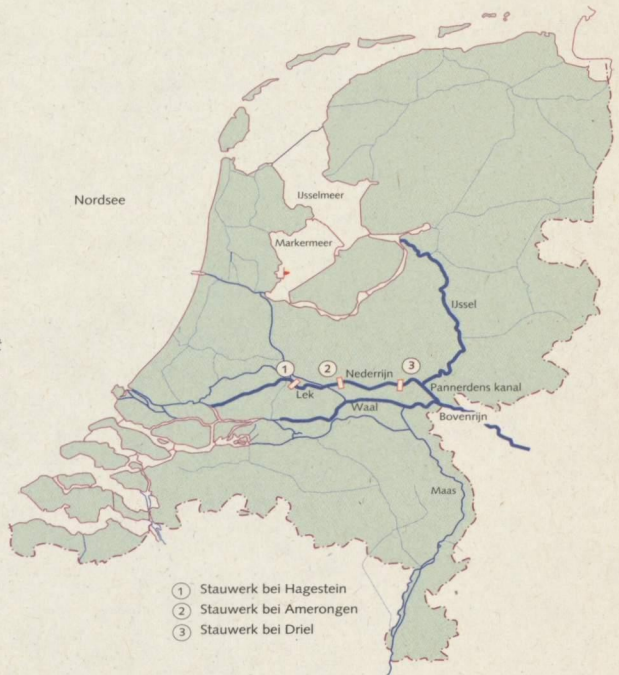 Nordsee
IJsselmeer
Markermeer
IJssel
1
2
3
Nederrijn
Pannerdens kanal
Lek
Waal
Bovenrijn
Maas
1 Stauwerk bei Hagestein
2 Stauwerk bei Amerongen
3 Stauwerk bei Driel